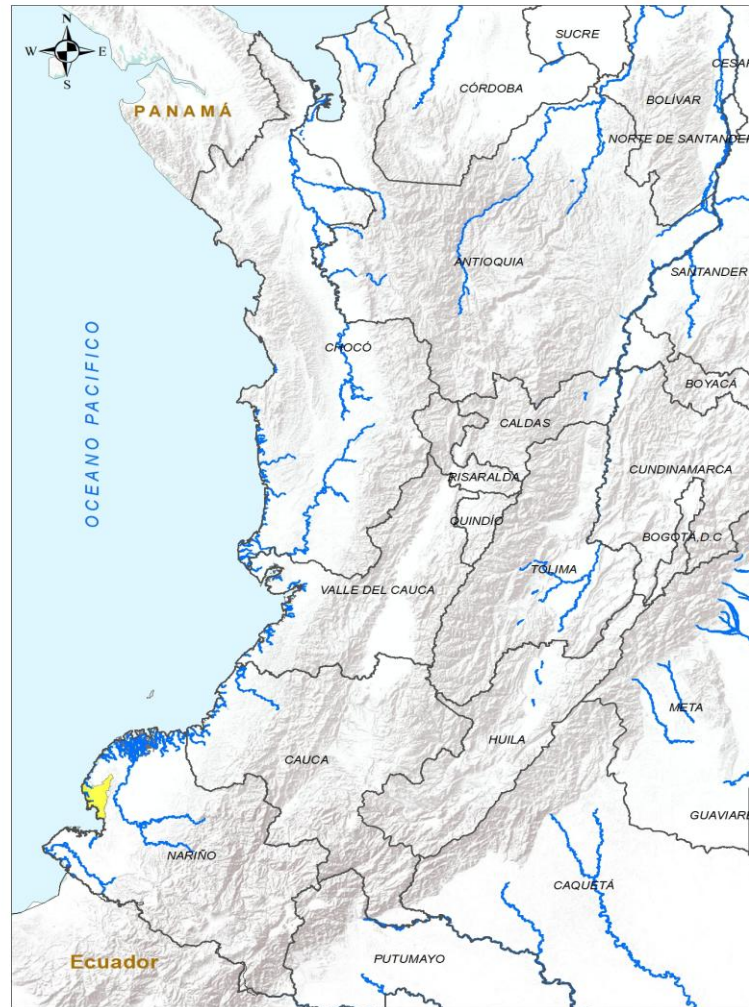 N
W E
S
SUCRE
CESAR
CÓRDOBA
BOLÍVAR
PANAMÁ
NORTE DE SANTANDER
ANTIOQUIA
SANTANDER
OCEANO PACIFICO
CHOCÓ
BOYACÁ
CALDAS
CUNDINAMARCA
RISARALDA
QUINDÍO
BOGOTÁ, D.C
TOLIMA
VALLE DEL CAUCA
META
HUILA
CAUCA
GUAVIARE
NARIÑO
CAQUETÁ
Ecuador
PUTUMAYO